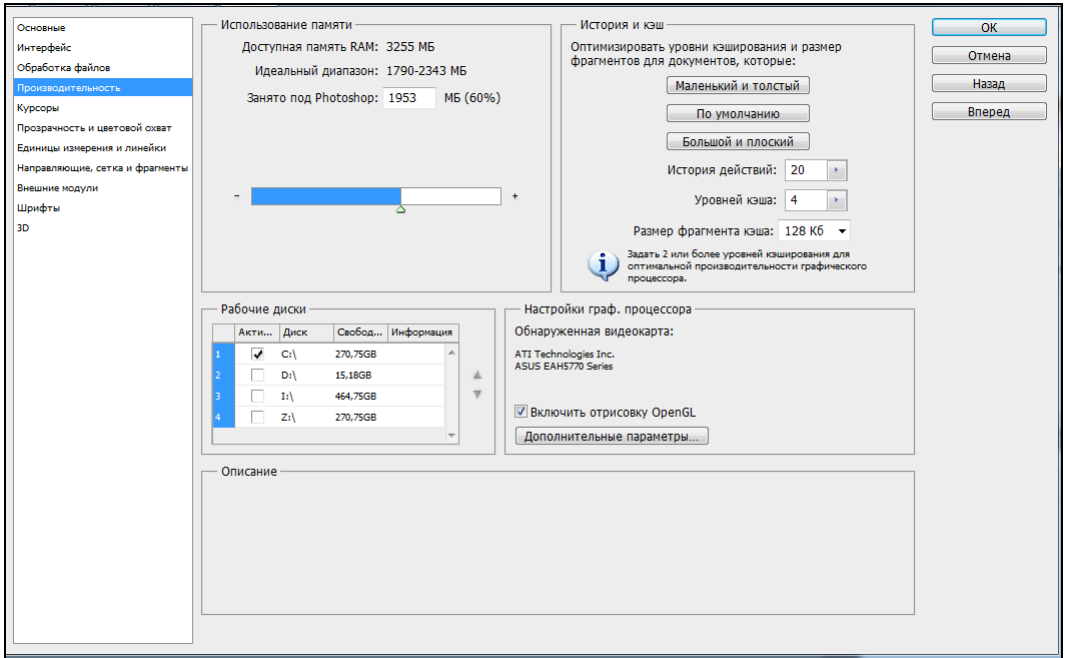 Основные
Интерфейс
Обработка файлов
Производительность
Курсоры
Прозрачность и цветовой охват
Единицы измерения и линейки
Направляющие, сетка и фрагменты
Внешние модули
Шрифты
3D
Использование памяти
Доступная память RAM: 3255 МБ
Идеальный диапазон: 1790-2343 МБ
Занято под Photoshop: 1953 МБ (60%)
- +
История и кэш
Оптимизировать уровни кэширования и размер
фрагментов для документов, которые:
Маленький и толстый
По умолчанию
Большой и плоский
История действий: 20
Уровней кэша: 4
Размер фрагмента кэша: 128 Кб
Задать 2 или более уровней кэширования для
оптимальной производительности графического
процессора.
OK
Отмена
Назад
Вперед
Рабочие диски
Акти... Диск Свобод... Информация
1 C:\ 270,75GB
2 D:\ 15,18GB
3 I:\ 464,75GB
4 Z:\ 270,75GB
Настройки граф. процессора
Обнаруженная видеокарта:
ATI Technologies Inc.
ASUS EAH5770 Series
Включить отрисовку OpenGL
Дополнительные параметры...
Описание